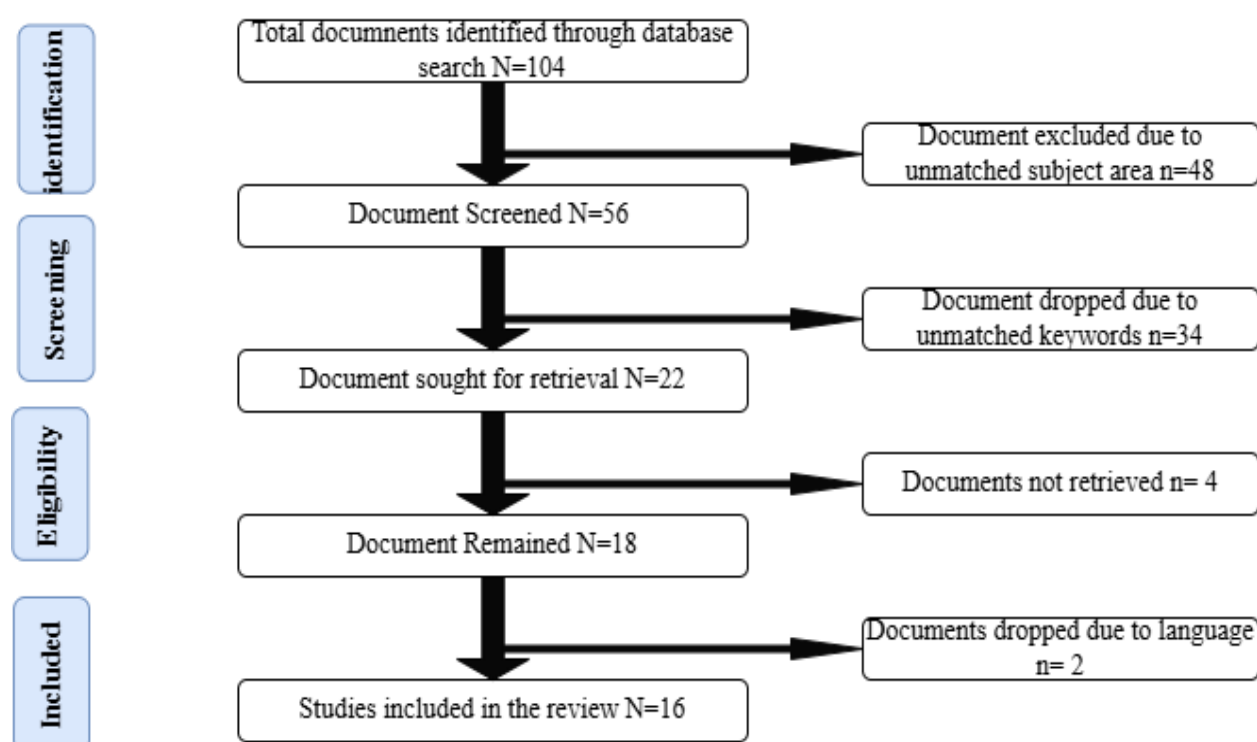 identification
Total documnents identified through database
search N=104
Document excluded due to
unmatched subject area n=48
Document Screened N=56
Screening
Document dropped due to
unmatched keywords n=34
Document sought for retrieval N=22
Eligibility
Documents not retrieved n= 4
Document Remained N=18
Included
Documents dropped due to language
n= 2
Studies included in the review N=16